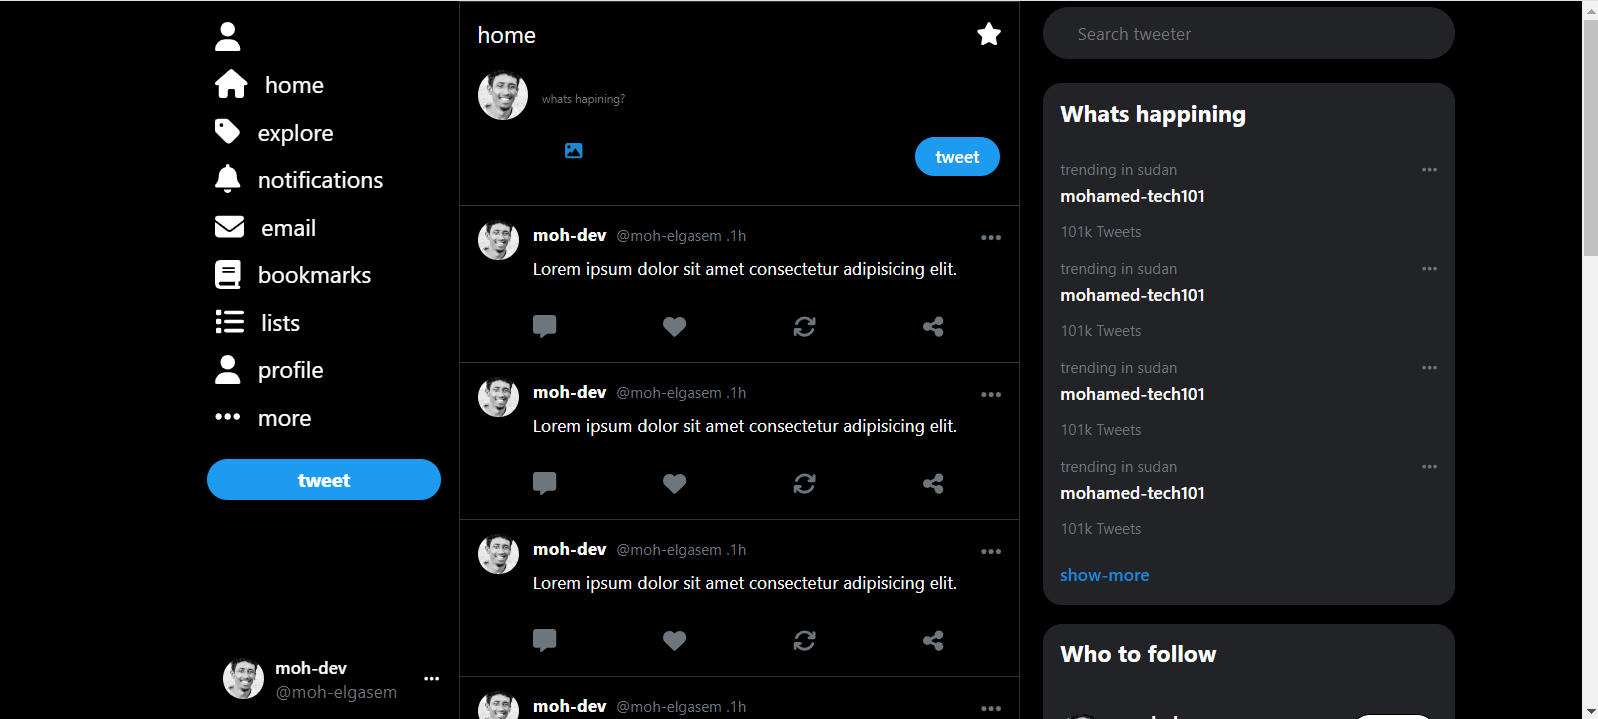 home
explore
notifications
email
bookmarks
lists
profile
more
tweet
moh-dev
@moh-elgasem
home
whats hapining?
tweet
moh-dev @moh-elgasem .1h
Lorem ipsum dolor sit amet consectetur adipisicing elit.
moh-dev @moh-elgasem .1h
Lorem ipsum dolor sit amet consectetur adipisicing elit.
moh-dev @moh-elgasem .1h
Lorem ipsum dolor sit amet consectetur adipisicing elit.
moh-dev @moh-elgasem .1h
Search tweeter
Whats happining
trending in sudan
mohamed-tech101
101k Tweets
trending in sudan
mohamed-tech101
101k Tweets
trending in sudan
mohamed-tech101
101k Tweets
trending in sudan
mohamed-tech101
101k Tweets
show-more
Who to follow